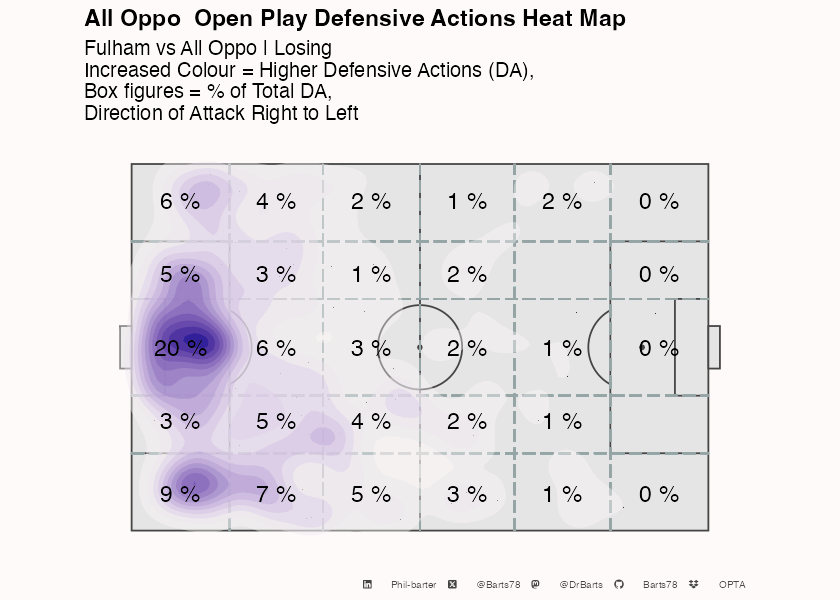 All Oppo  Open Play Defensive Actions Heat Map
Fulham vs All Oppo I Losing
Increased Colour = Higher Defensive Actions (DA),
Box figures = % of Total DA,
Direction of Attack Right to Left
6 % 4 % 2 % 1 % 2 % 0 %
5 % 3 % 1 % 2 % 0 %
20 % 6 % 3 % 2 % 1 % 0 %
3 % 5 % 4 % 2 % 1 %
9 % 7 % 5 % 3 % 1 % 0 %
Phil-barter @Barts78 @DrBarts Barts78 OPTA